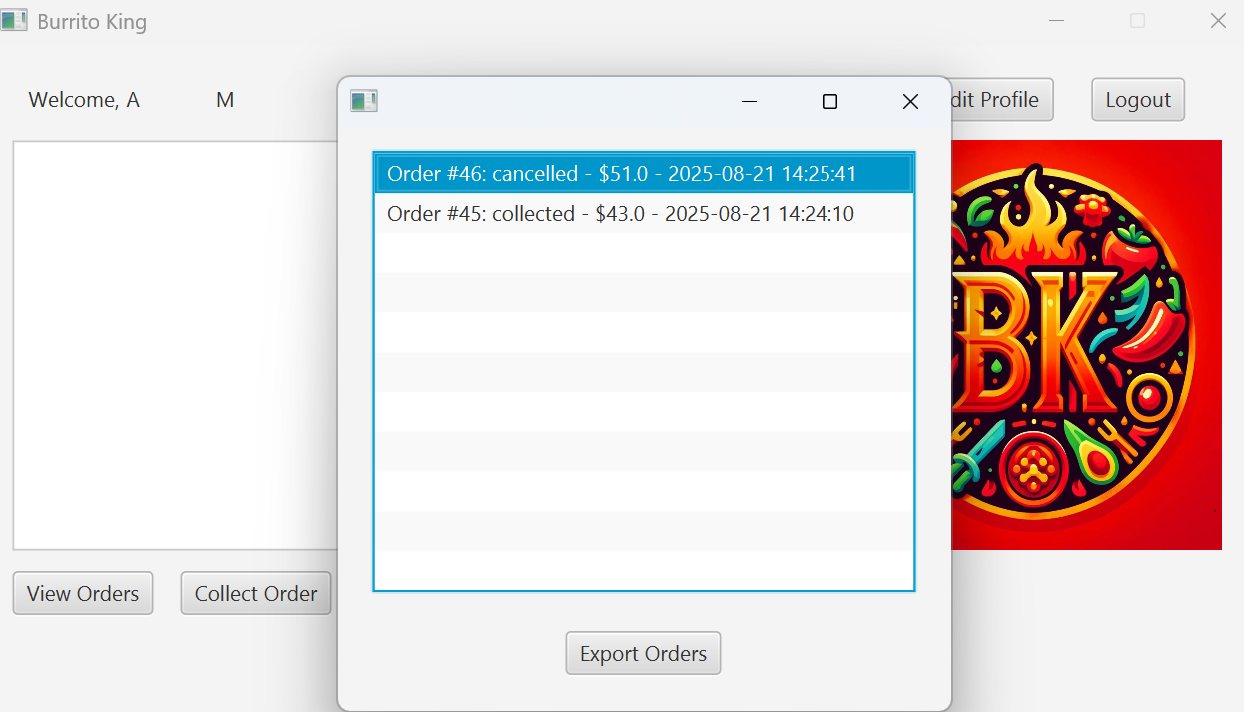 Burrito King
Welcome, A M
dit Profile
Logout
Order #46: cancelled - $51.0 - 2025-08-21 14:25:41
Order #45: collected - $43.0 - 2025-08-21 14:24:10
BK
View Orders
Collect Order
Export Orders